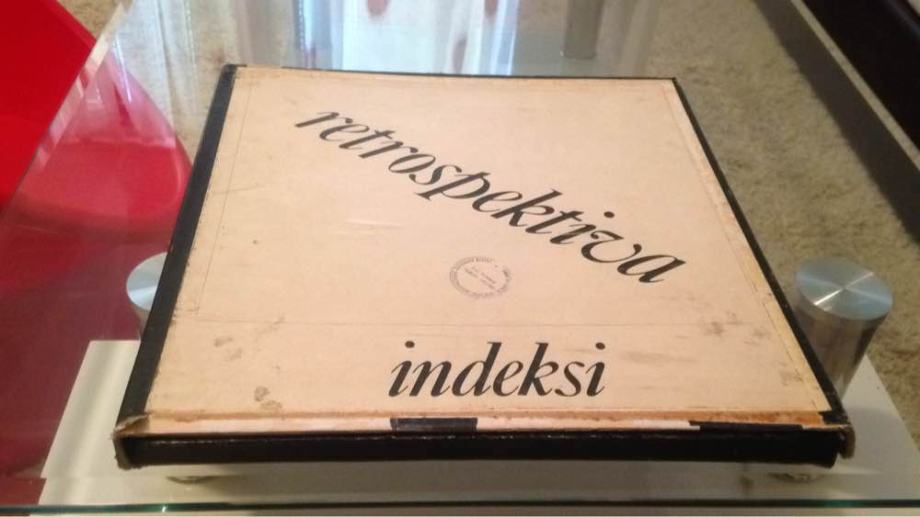 retrospektiva
indeksi